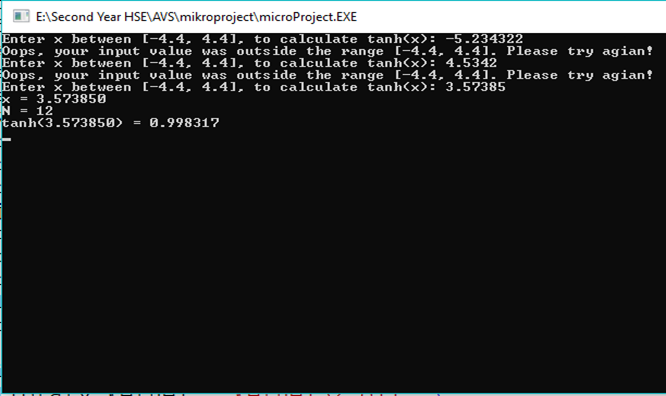 E:\Second Year HSE\AVS\mikroproject\microProject.EXE
Enter x between [-4.4, 4.4], to calculate tanh(x): -5.234322
Oops, your input value was outside the range [-4.4, 4.4]. Please try agian!
Enter x between [-4.4, 4.4], to calculate tanh(x): 4.5342
Oops, your input value was outside the range [-4.4, 4.4]. Please try agian!
Enter x between [-4.4, 4.4], to calculate tanh(x): 3.57385
x = 3.573850
N = 12
tanh(3.573850) = 0.998317